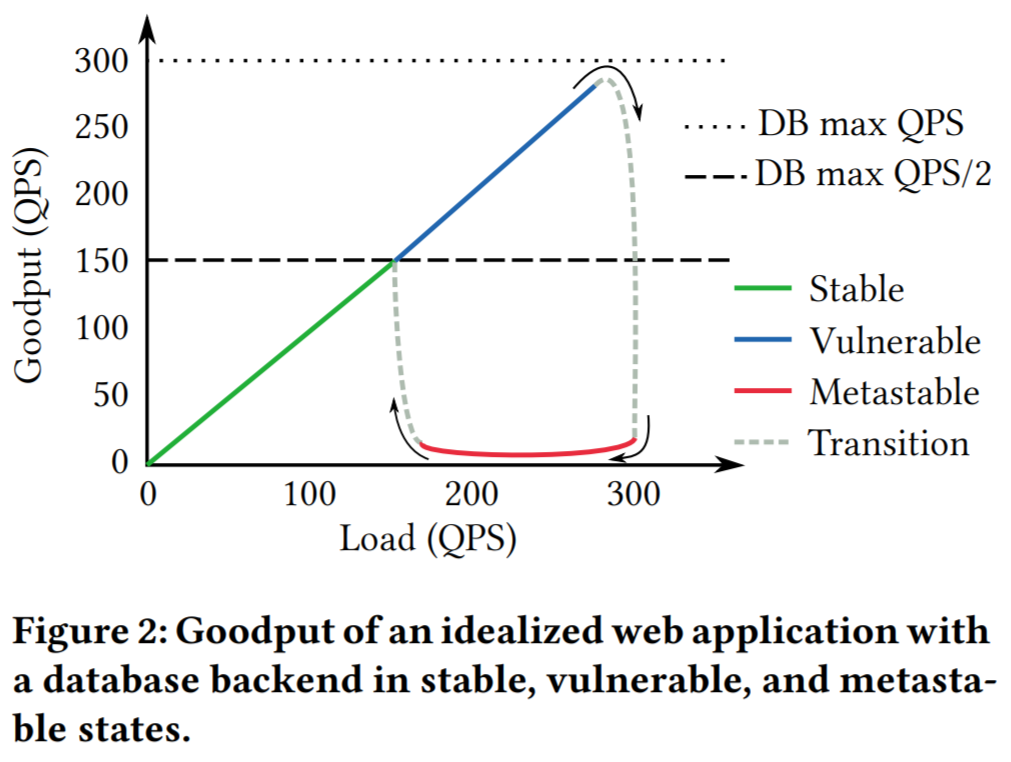 300
250
200
150
100
50
0
Goodput (QPS)
0 100 200 300
Load (QPS)
DB max QPS
DB max QPS/2
Stable
Vulnerable
Metastable
Transition
Figure 2: Goodput of an idealized web application with
a database backend in stable, vulnerable, and metasta-
ble states.